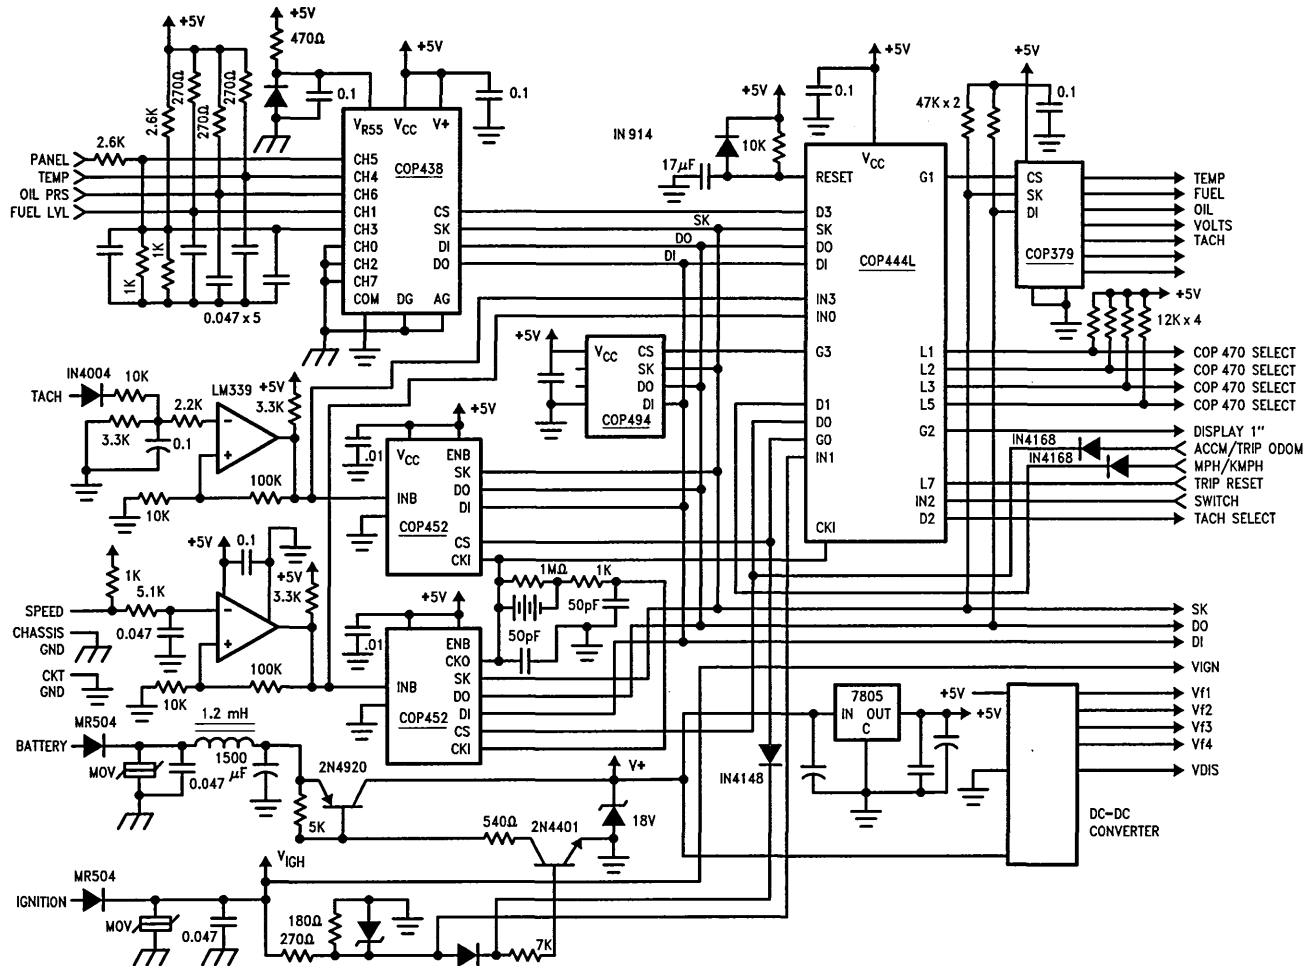 +5V
470Ω
+5V
+5V
+5V
+5V
270Ω
270Ω
270Ω
2.6K
0.1
0.1
0.1
+5V
47K x 2
0.1
VR55
VCC
V+
IN 914
10K
VCC
2.6K
17μF
PANEL
CH5
COP438
RESET
G1
CS
TEMP
TEMP
CH4
SK
FUEL
OIL PRS
CH6
DI
OIL
FUEL LVL
CH1
CS
D3
VOLTS
CH3
SK
SK
SK
TACH
CH0
DI
DO
DO
COP379
CH2
DO
DI
DI
COP444L
1K
1K
CH7
COM
DG
AG
IN3
+5V
0.047 x 5
IN0
12K x 4
+5V
VCC
CS
G3
L1
COP 470 SELECT
SK
L2
COP 470 SELECT
IN4004
10K
LM339
+5V
DO
L3
COP 470 SELECT
TACH
3.3K
DI
D1
L5
COP 470 SELECT
2.2K
COP494
D0
G2
DISPLAY 1"
3.3K
0.1
+5V
G0
IN4168
ACCM/TRIP ODOM
.01
VCC
ENB
IN1
IN4168
MPH/KMPH
SK
L7
TRIP RESET
100K
DO
IN2
SWITCH
10K
INB
DI
D2
TACH SELECT
COP452
CKI
CS
+5V
0.1
CKI
1MΩ
1K
1K
+5V
5.1K
3.3K
+5V
50pF
SPEED
SK
CHASSIS
GND
0.047
.01
50pF
DO
ENB
DI
CKT
GND
100K
CKO
VIGN
SK
10K
INB
DO
7805
+5V
Vf1
1.2 mH
DI
IN OUT
+5V
Vf2
MR504
COP452
CS
C
Vf3
BATTERY
CKI
Vf4
MOV
1500
μF
0.047
2N4920
V+
IN4148
VDIS
5K
540Ω
2N4401
18V
DC-DC
CONVERTER
VIGH
MR504
IGNITION
MOV
0.047
180Ω
270Ω
7K